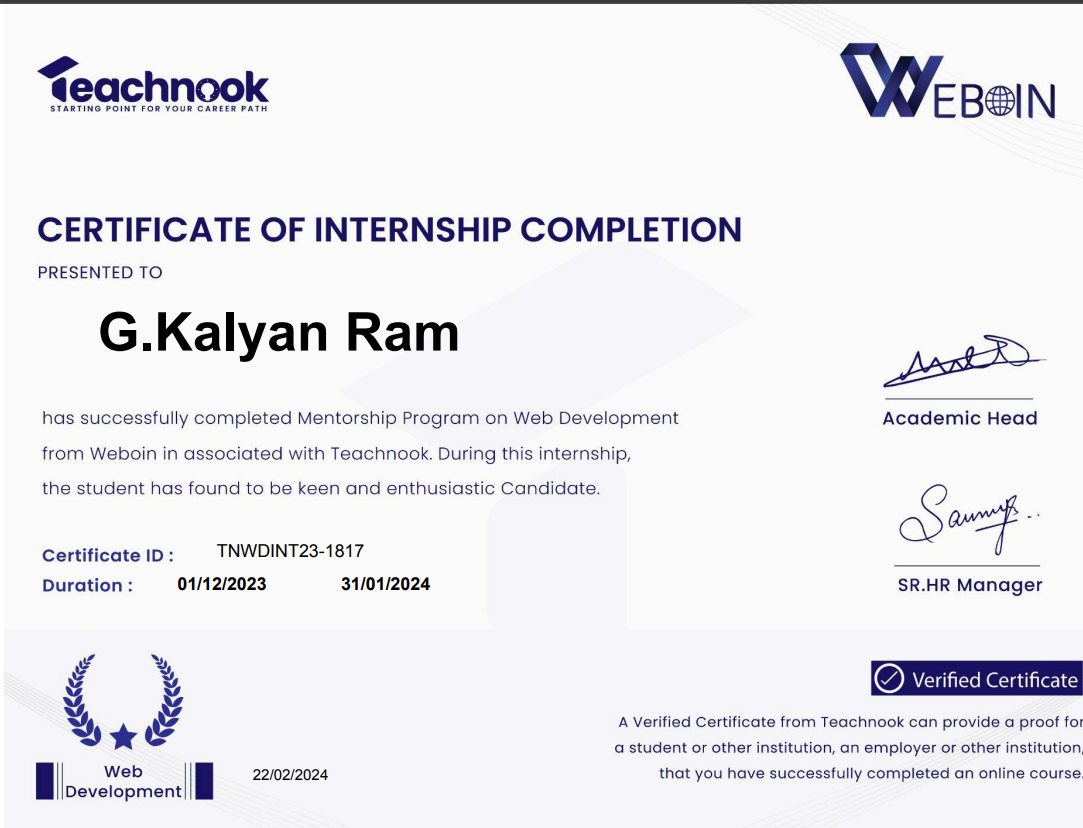 Teachnook
STARTING POINT FOR YOUR CAREER PATH
WEBOIN
CERTIFICATE OF INTERNSHIP COMPLETION
PRESENTED TO
G.Kalyan Ram
has successfully completed Mentorship Program on Web Development
from Weboin in associated with Teachnook. During this internship,
the student has found to be keen and enthusiastic Candidate.
Certificate ID : TNWDINT23-1817
Duration : 01/12/2023 31/01/2024
Academic Head
SR.HR Manager
Web
Development
22/02/2024
Verified Certificate
A Verified Certificate from Teachnook can provide a proof for
a student or other institution, an employer or other institution,
that you have successfully completed an online course.